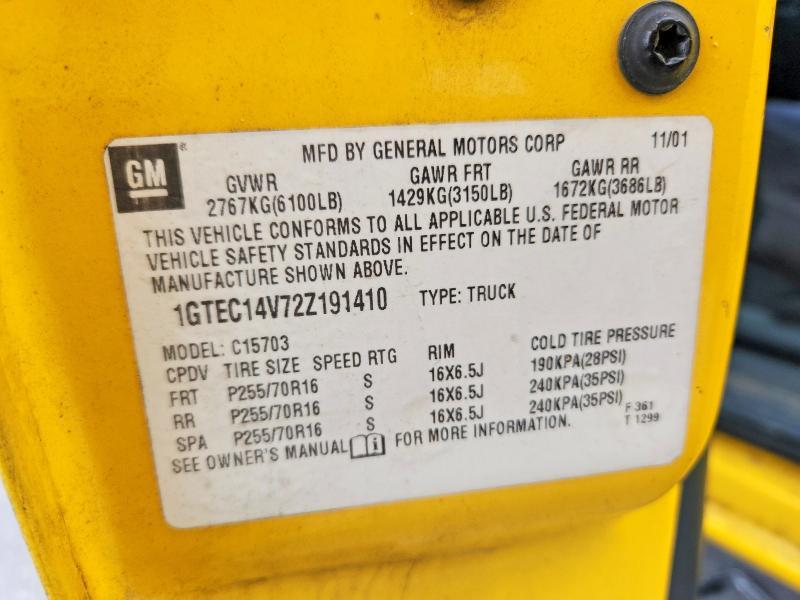 GM ®
MFD BY GENERAL MOTORS CORP 11/01
GVWR GAWR FRT GAWR RR
2767KG(6100LB) 1429KG(3150LB) 1672KG(3686LB)
THIS VEHICLE CONFORMS TO ALL APPLICABLE U.S. FEDERAL MOTOR
VEHICLE SAFETY STANDARDS IN EFFECT ON THE DATE OF
MANUFACTURE SHOWN ABOVE.
1GTEC14V72Z191410 TYPE: TRUCK
MODEL: C15703
CPDV TIRE SIZE SPEED RTG RIM COLD TIRE PRESSURE
FRT P255/70R16 S 16X6.5J 190KPA(28PSI)
RR P255/70R16 S 16X6.5J 240KPA(35PSI)
SPA P255/70R16 S 16X6.5J 240KPA(35PSI)
SEE OWNER'S MANUAL i FOR MORE INFORMATION.
F 361
T 1299